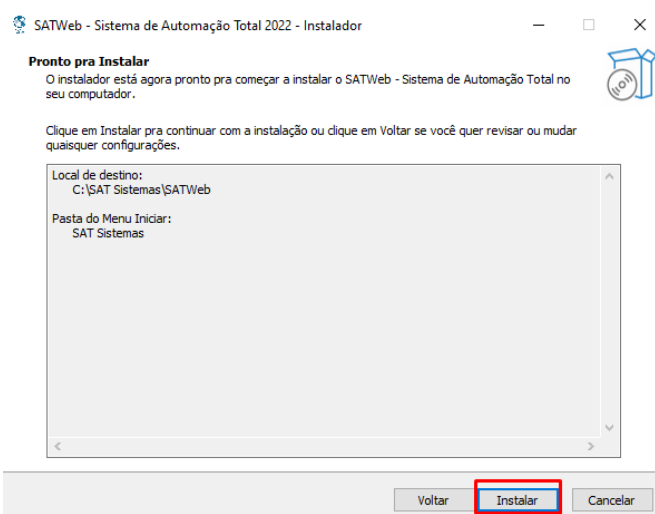 SATWeb - Sistema de Automação Total 2022 - Instalador
Pronto pra Instalar
O instalador está agora pronto pra começar a instalar o SATWeb - Sistema de Automação Total no
seu computador.
Clique em Instalar pra continuar com a instalação ou clique em Voltar se você quer revisar ou mudar
quaisquer configurações.
Local de destino:
C:\SAT Sistemas\SATWeb
Pasta do Menu Iniciar:
SAT Sistemas
Voltar Instalar Cancelar